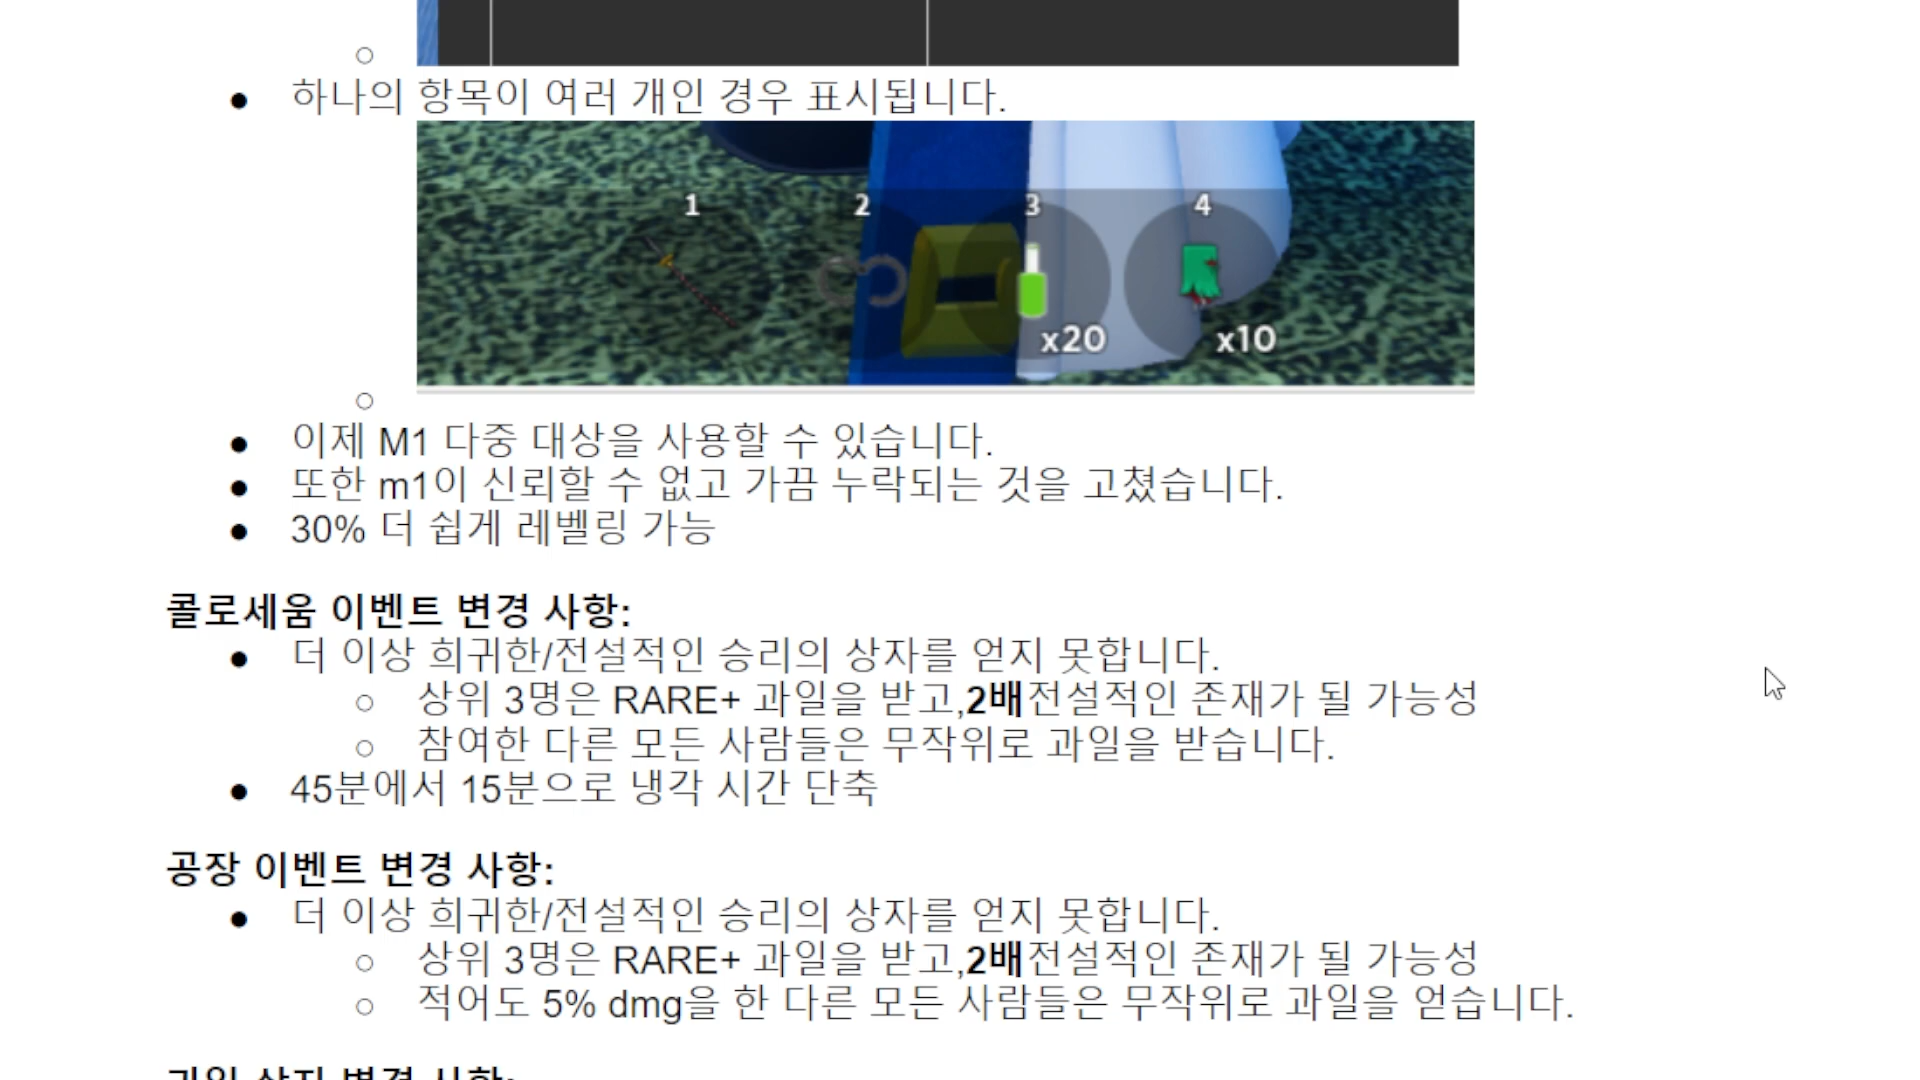 하나의 항목이 여러 개인 경우 표시됩니다.
1 2 3 4
x20 x10
이제 M1 다중 대상을 사용할 수 있습니다.
또한 m1이 신뢰할 수 없고 가끔 누락되는 것을 고쳤습니다.
30% 더 쉽게 레벨링 가능
콜로세움 이벤트 변경 사항:
더 이상 희귀한/전설적인 승리의 상자를 얻지 못합니다.
상위 3명은 RARE+ 과일을 받고,2배전설적인 존재가 될 가능성
참여한 다른 모든 사람들은 무작위로 과일을 받습니다.
45분에서 15분으로 냉각 시간 단축
공장 이벤트 변경 사항:
더 이상 희귀한/전설적인 승리의 상자를 얻지 못합니다.
상위 3명은 RARE+ 과일을 받고,2배전설적인 존재가 될 가능성
적어도 5% dmg을 한 다른 모든 사람들은 무작위로 과일을 얻습니다.
과일 상자 변경 사항: